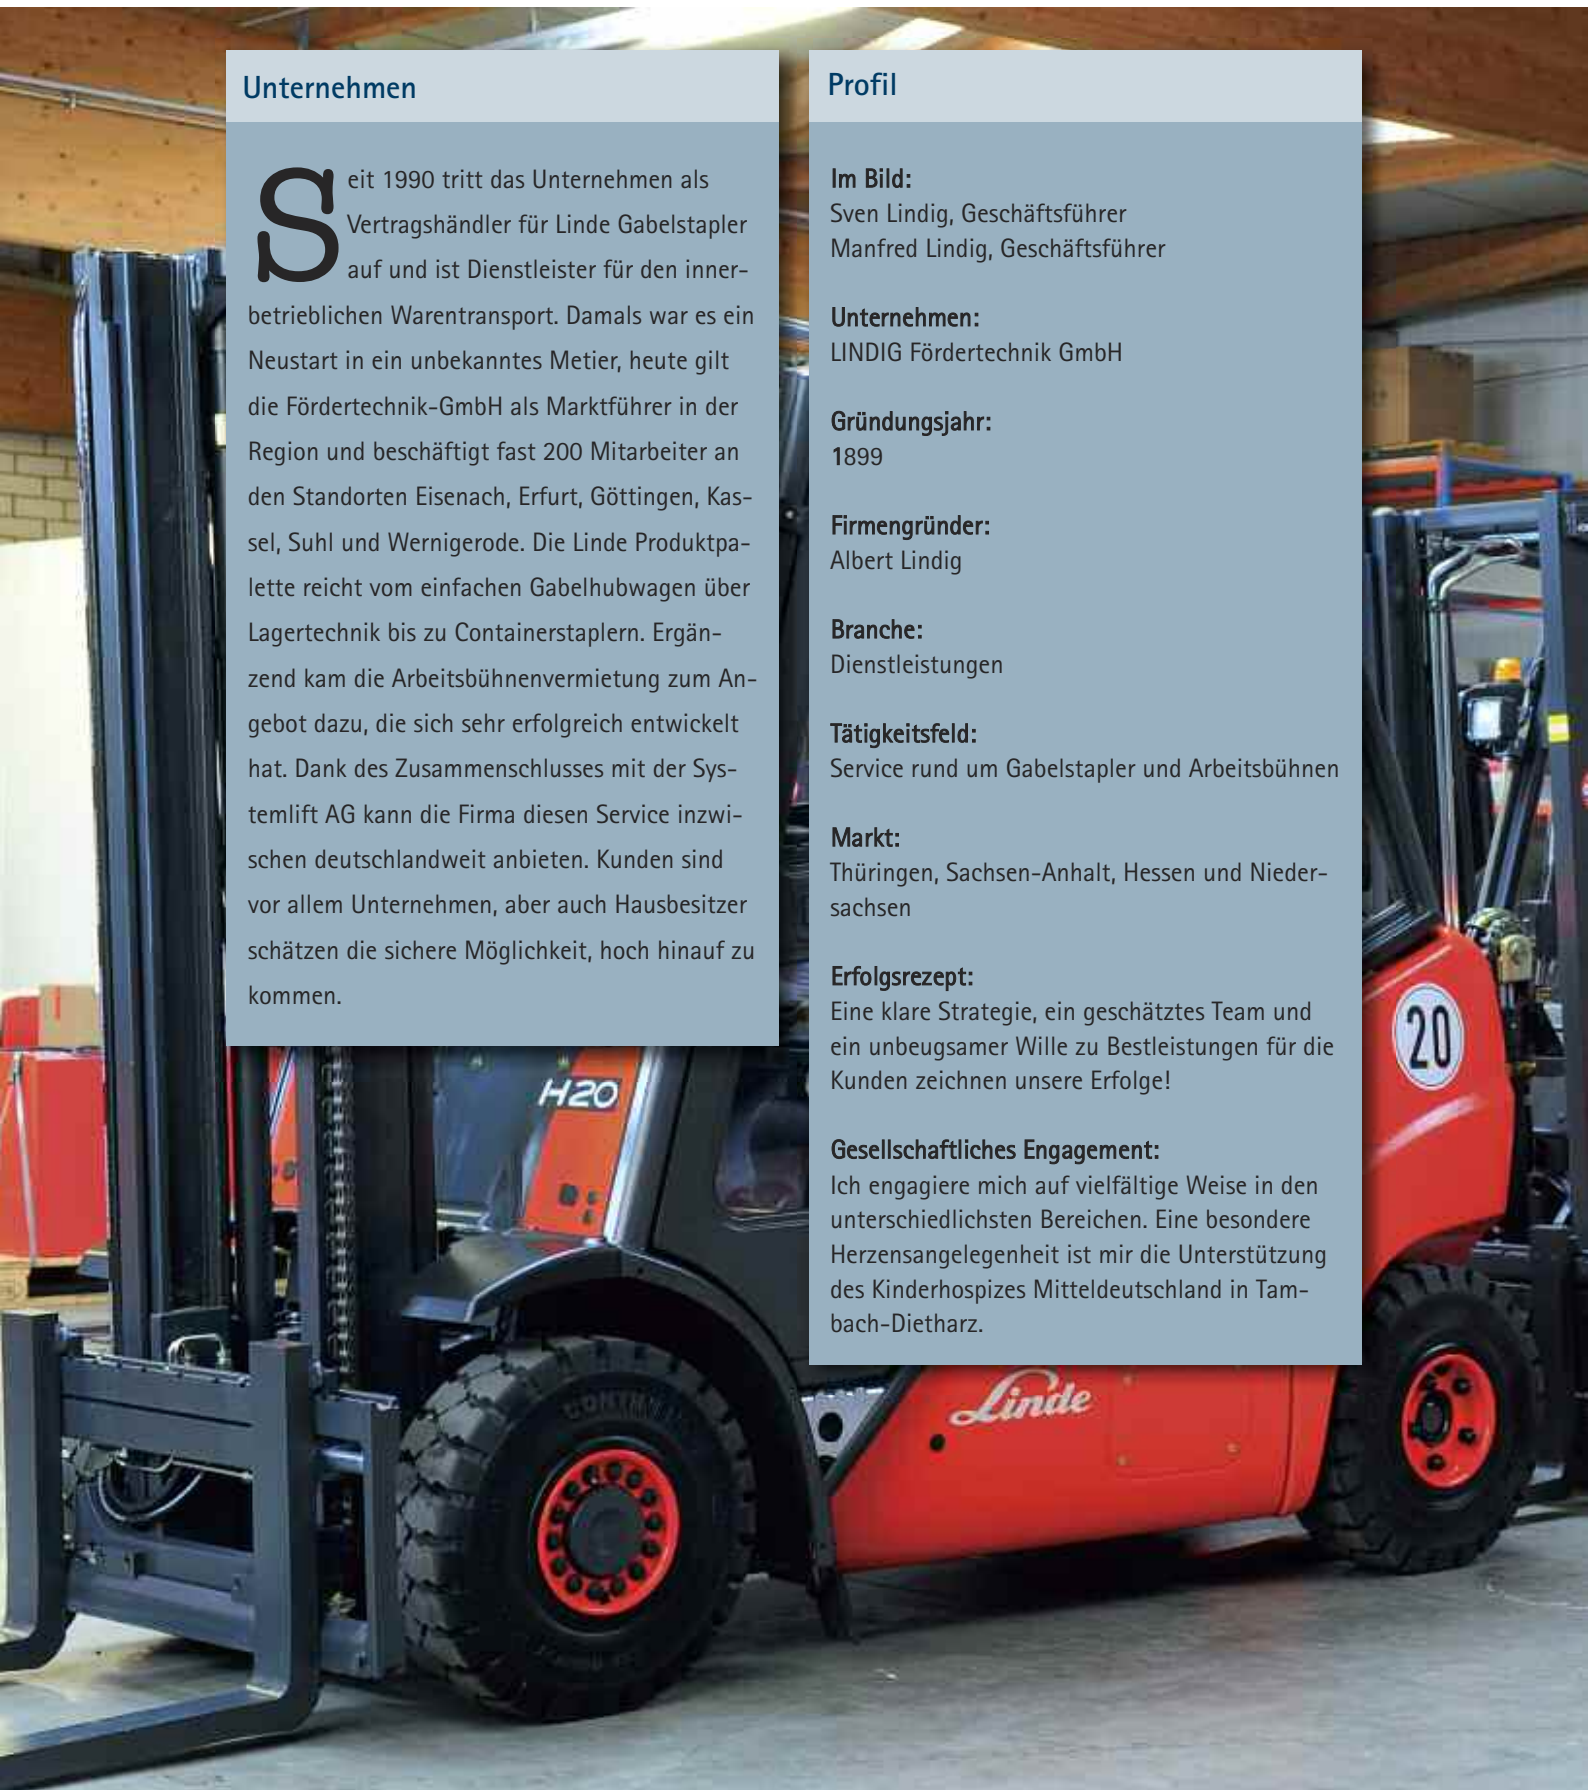 Unternehmen
Seit 1990 tritt das Unternehmen als
Vertragshändler für Linde Gabelstapler
auf und ist Dienstleister für den inner-
betrieblichen Warentransport. Damals war es ein
Neustart in ein unbekanntes Metier, heute gilt
die Fördertechnik-GmbH als Marktführer in der
Region und beschäftigt fast 200 Mitarbeiter an
den Standorten Eisenach, Erfurt, Göttingen, Kas-
sel, Suhl und Wernigerode. Die Linde Produktpa-
lette reicht vom einfachen Gabelhubwagen über
Lagertechnik bis zu Containerstaplern. Ergän-
zend kam die Arbeitsbühnenvermietung zum An-
gebot dazu, die sich sehr erfolgreich entwickelt
hat. Dank des Zusammenschlusses mit der Sys-
temlift AG kann die Firma diesen Service inzwi-
schen deutschlandweit anbieten. Kunden sind
vor allem Unternehmen, aber auch Hausbesitzer
schätzen die sichere Möglichkeit, hoch hinauf zu
kommen.
Profil
Im Bild:
Sven Lindig, Geschäftsführer
Manfred Lindig, Geschäftsführer
Unternehmen:
LINDIG Fördertechnik GmbH
Gründungsjahr:
1899
Firmengründer:
Albert Lindig
Branche:
Dienstleistungen
Tätigkeitsfeld:
Service rund um Gabelstapler und Arbeitsbühnen
Markt:
Thüringen, Sachsen-Anhalt, Hessen und Nieder-
sachsen
Erfolgsrezept:
Eine klare Strategie, ein geschätztes Team und
ein unbeugsamer Wille zu Bestleistungen für die
Kunden zeichnen unsere Erfolge!
Gesellschaftliches Engagement:
Ich engagiere mich auf vielfältige Weise in den
unterschiedlichsten Bereichen. Eine besondere
Herzensangelegenheit ist mir die Unterstützung
des Kinderhospizes Mitteldeutschland in Tam-
bach-Dietharz.
20
H20
Linde